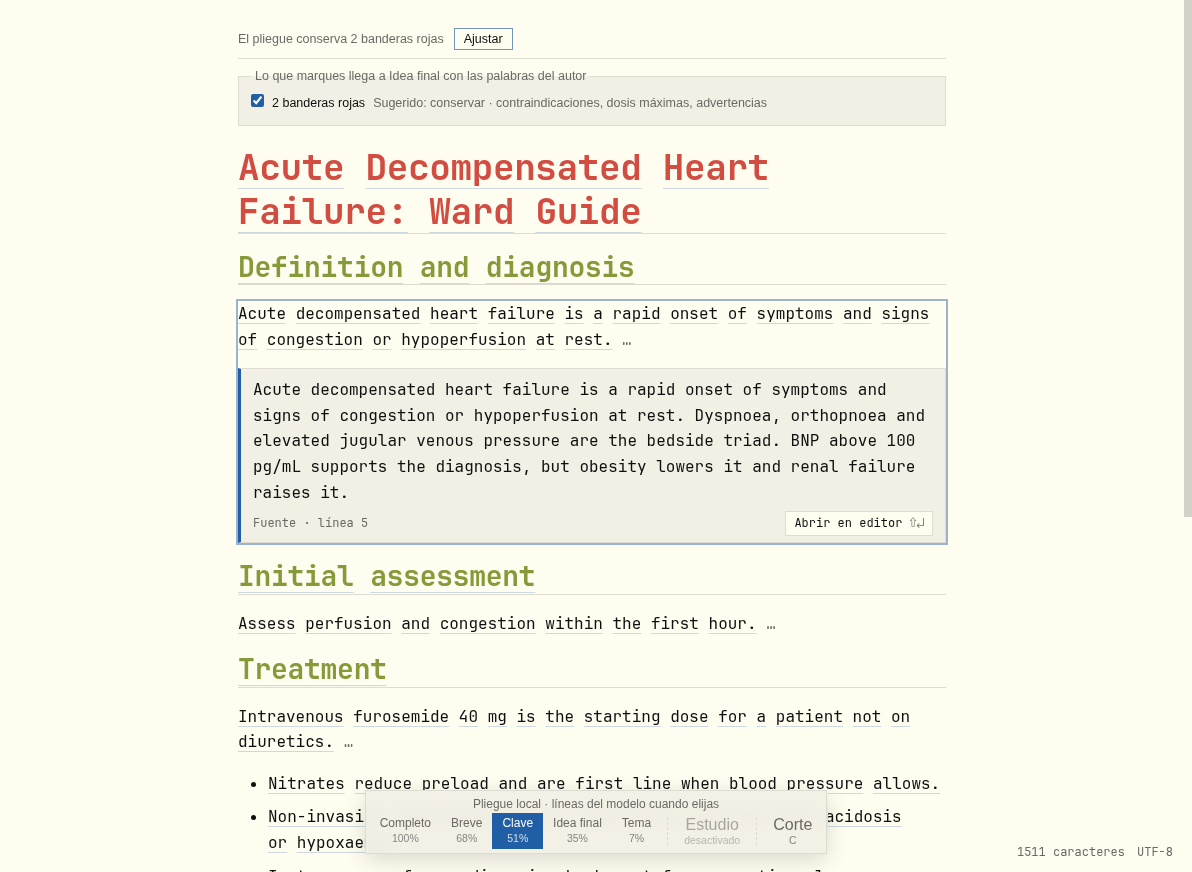 El pliegue conserva 2 banderas rojas Ajustar
Lo que marques llega a Idea final con las palabras del autor
2 banderas rojas Sugerido: conservar · contraindicaciones, dosis máximas, advertencias
Acute Decompensated Heart
Failure: Ward Guide
Definition and diagnosis
Acute decompensated heart failure is a rapid onset of symptoms and signs
of congestion or hypoperfusion at rest. …
Acute decompensated heart failure is a rapid onset of symptoms and
signs of congestion or hypoperfusion at rest. Dyspnoea, orthopnoea and
elevated jugular venous pressure are the bedside triad. BNP above 100
pg/mL supports the diagnosis, but obesity lowers it and renal failure
raises it.
Fuente · línea 5 Abrir en editor ⇧↵
Initial assessment
Assess perfusion and congestion within the first hour. …
Treatment
Intravenous furosemide 40 mg is the starting dose for a patient not on
diuretics. …
Nitrates reduce preload and are first line when blood pressure allows.
acidosis
or
Pliegue local · líneas del modelo cuando elijas
Completo Breve Clave Idea final Tema Estudio Corte
100% 68% 51% 35% 7% desactivado C
1511 caracteres UTF-8